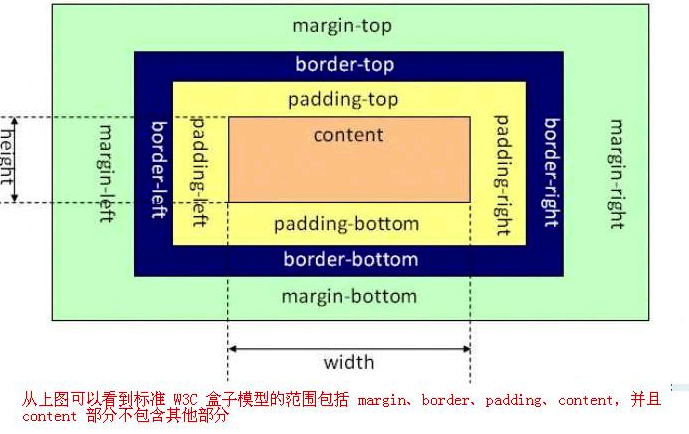 margin-top
border-top
padding-top
content
height
margin-left
border-left
padding-left
padding-right
border-right
margin-right
padding-bottom
border-bottom
margin-bottom
width
从上图可以看到标准 W3C 盒子模型的范围包括 margin、border、padding、content, 并且
content 部分不包含其他部分